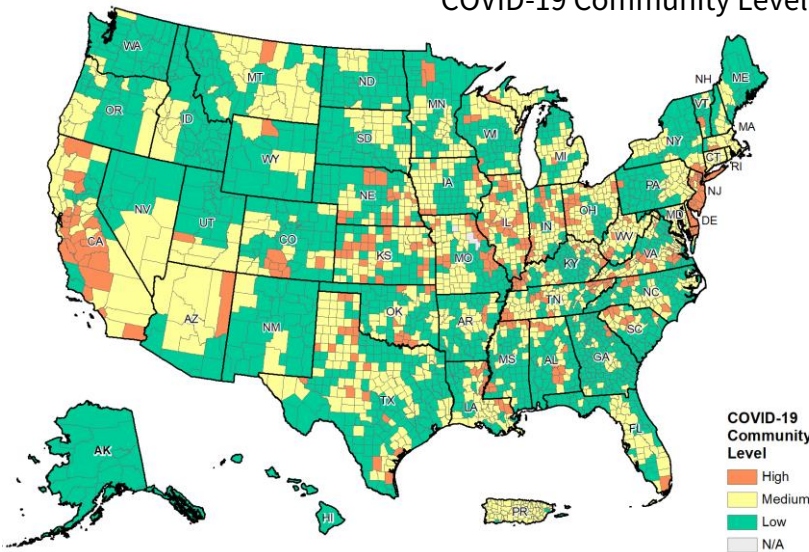 COVID-19 Community Level
WA
MT
ND
MN
OR
ID
WY
SD
WI
MI
NY
VT
NH
ME
MA
CT
RI
NJ
PA
MD
DE
NV
UT
CO
NE
IA
IL
IN
OH
WV
VA
CA
KS
MO
KY
AZ
NM
OK
AR
TN
NC
SC
TX
LA
MS
AL
GA
FL
AK
HI
PR
COVID-19
Community
Level
High
Medium
Low
N/A